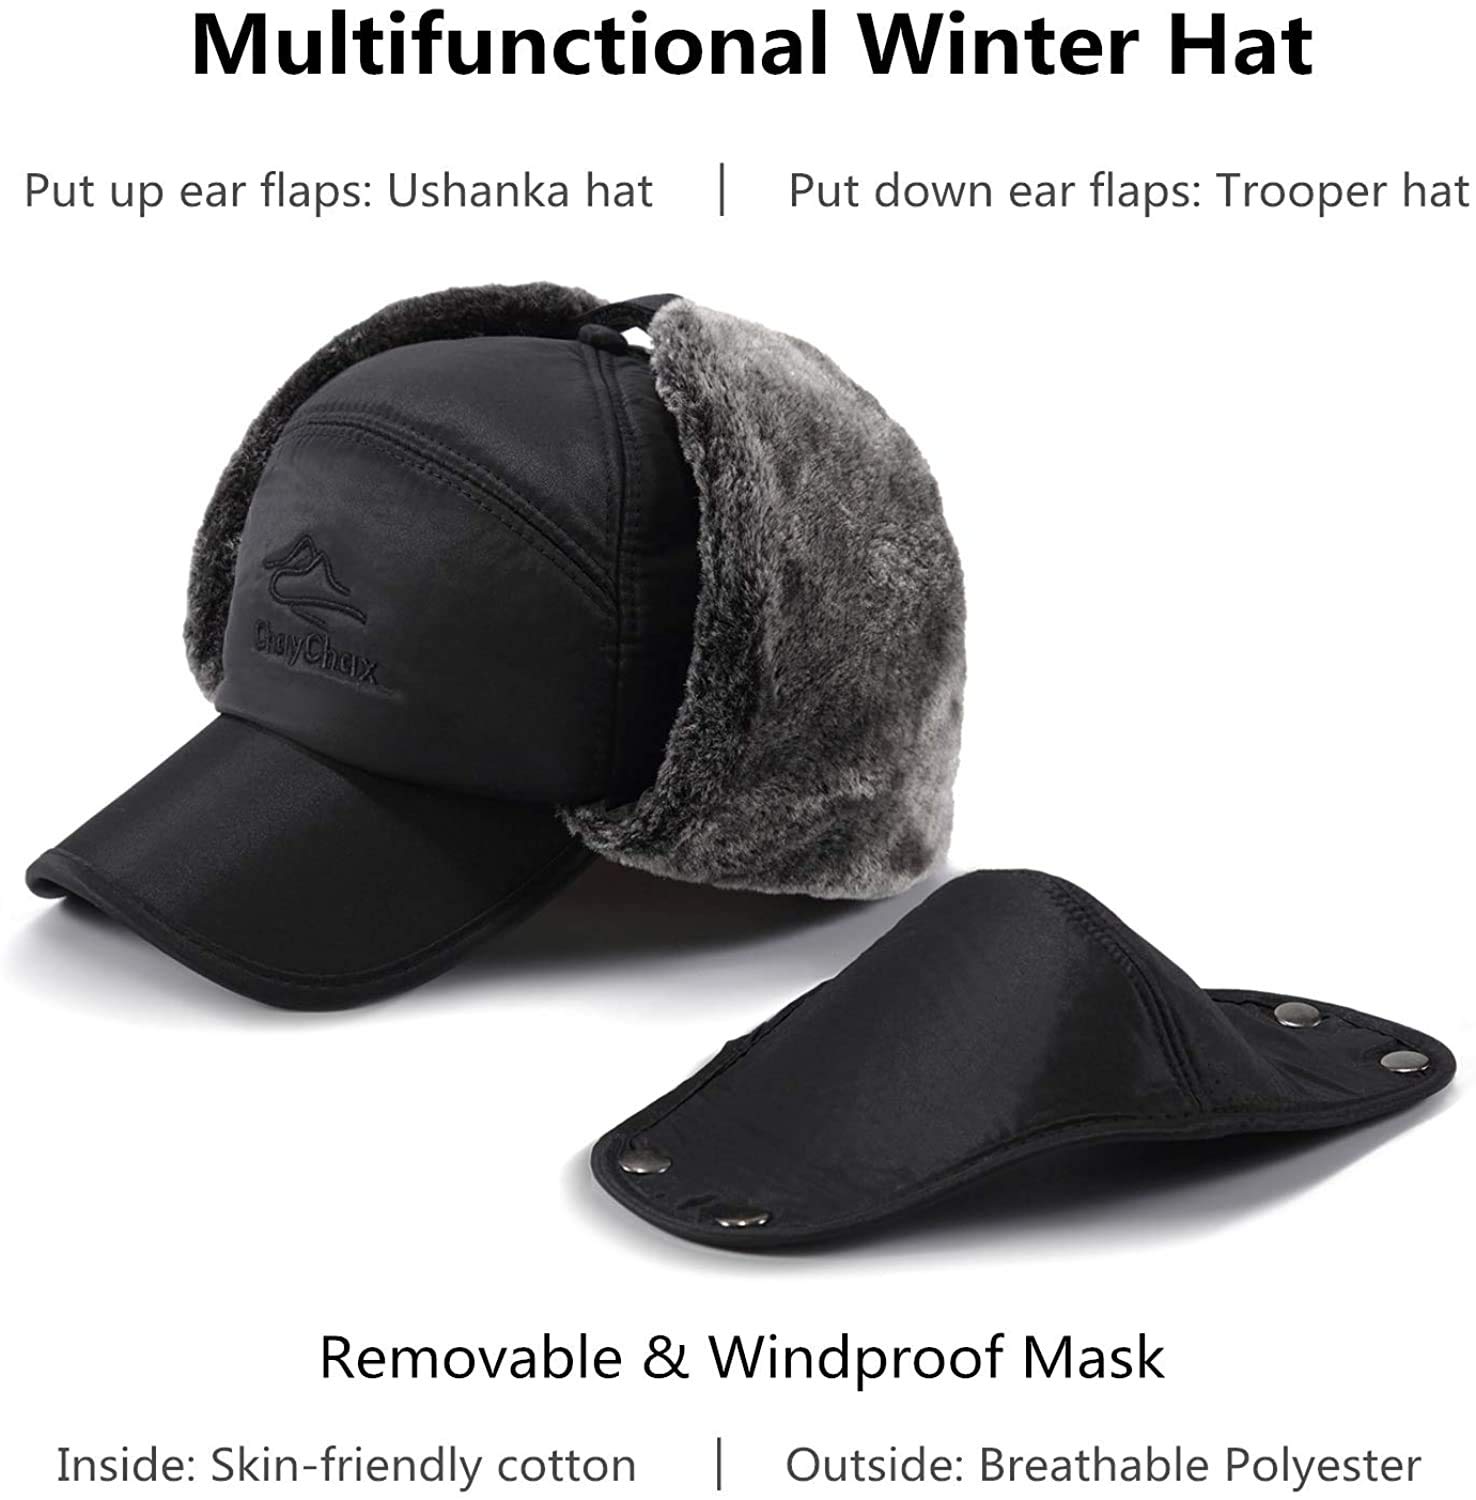 Multifunctional Winter Hat
Put up ear flaps: Ushanka hat | Put down ear flaps: Trooper hat
ChayChax
Removable & Windproof Mask
Inside: Skin-friendly cotton | Outside: Breathable Polyester